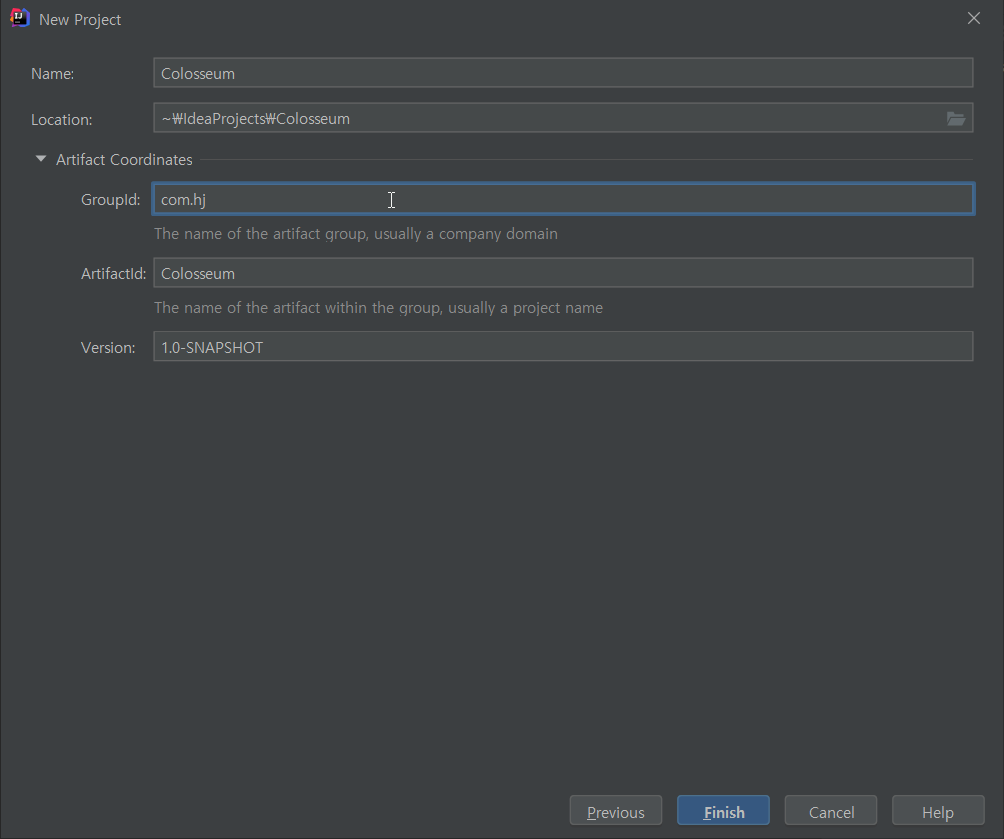 New Project
Name: Colosseum
Location: ~₩IdeaProjects₩Colosseum
Artifact Coordinates
GroupId: com.hj
The name of the artifact group, usually a company domain
ArtifactId: Colosseum
The name of the artifact within the group, usually a project name
Version: 1.0-SNAPSHOT
Previous Finish Cancel Help